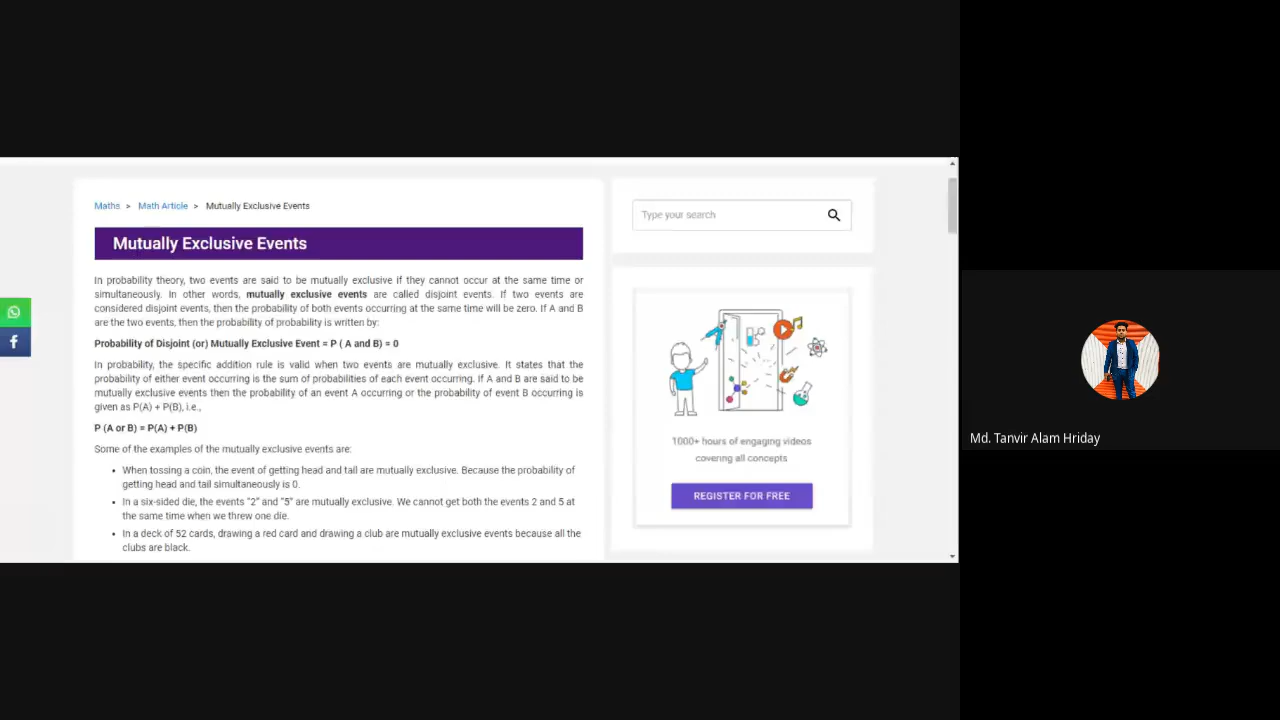 Maths > Math Article > Mutually Exclusive Events
Mutually Exclusive Events
In probability theory, two events are said to be mutually exclusive if they cannot occur at the same time or
simultaneously. In other words, mutually exclusive events are called disjoint events. If two events are
considered disjoint events, then the probability of both events occurring at the same time will be zero. If A and B
are the two events, then the probability of probability is written by:
Probability of Disjoint (or) Mutually Exclusive Event = P ( A and B) = 0
In probability, the specific addition rule is valid when two events are mutually exclusive. It states that the
probability of either event occurring is the sum of probabilities of each event occurring. If A and B are said to be
mutually exclusive events then the probability of an event A occurring or the probability of event B occurring is
given as P(A) + P(B), i.e.,
P (A or B) = P(A) + P(B)
Some of the examples of the mutually exclusive events are:
• When tossing a coin, the event of getting head and tail are mutually exclusive. Because the probability of
getting head and tail simultaneously is 0.
• In a six-sided die, the events “2” and “5” are mutually exclusive. We cannot get both the events 2 and 5 at
the same time when we threw one die.
• In a deck of 52 cards, drawing a red card and drawing a club are mutually exclusive events because all the
clubs are black.
Type your search
1000+ hours of engaging videos
covering all concepts
REGISTER FOR FREE
Md. Tanvir Alam Hriday